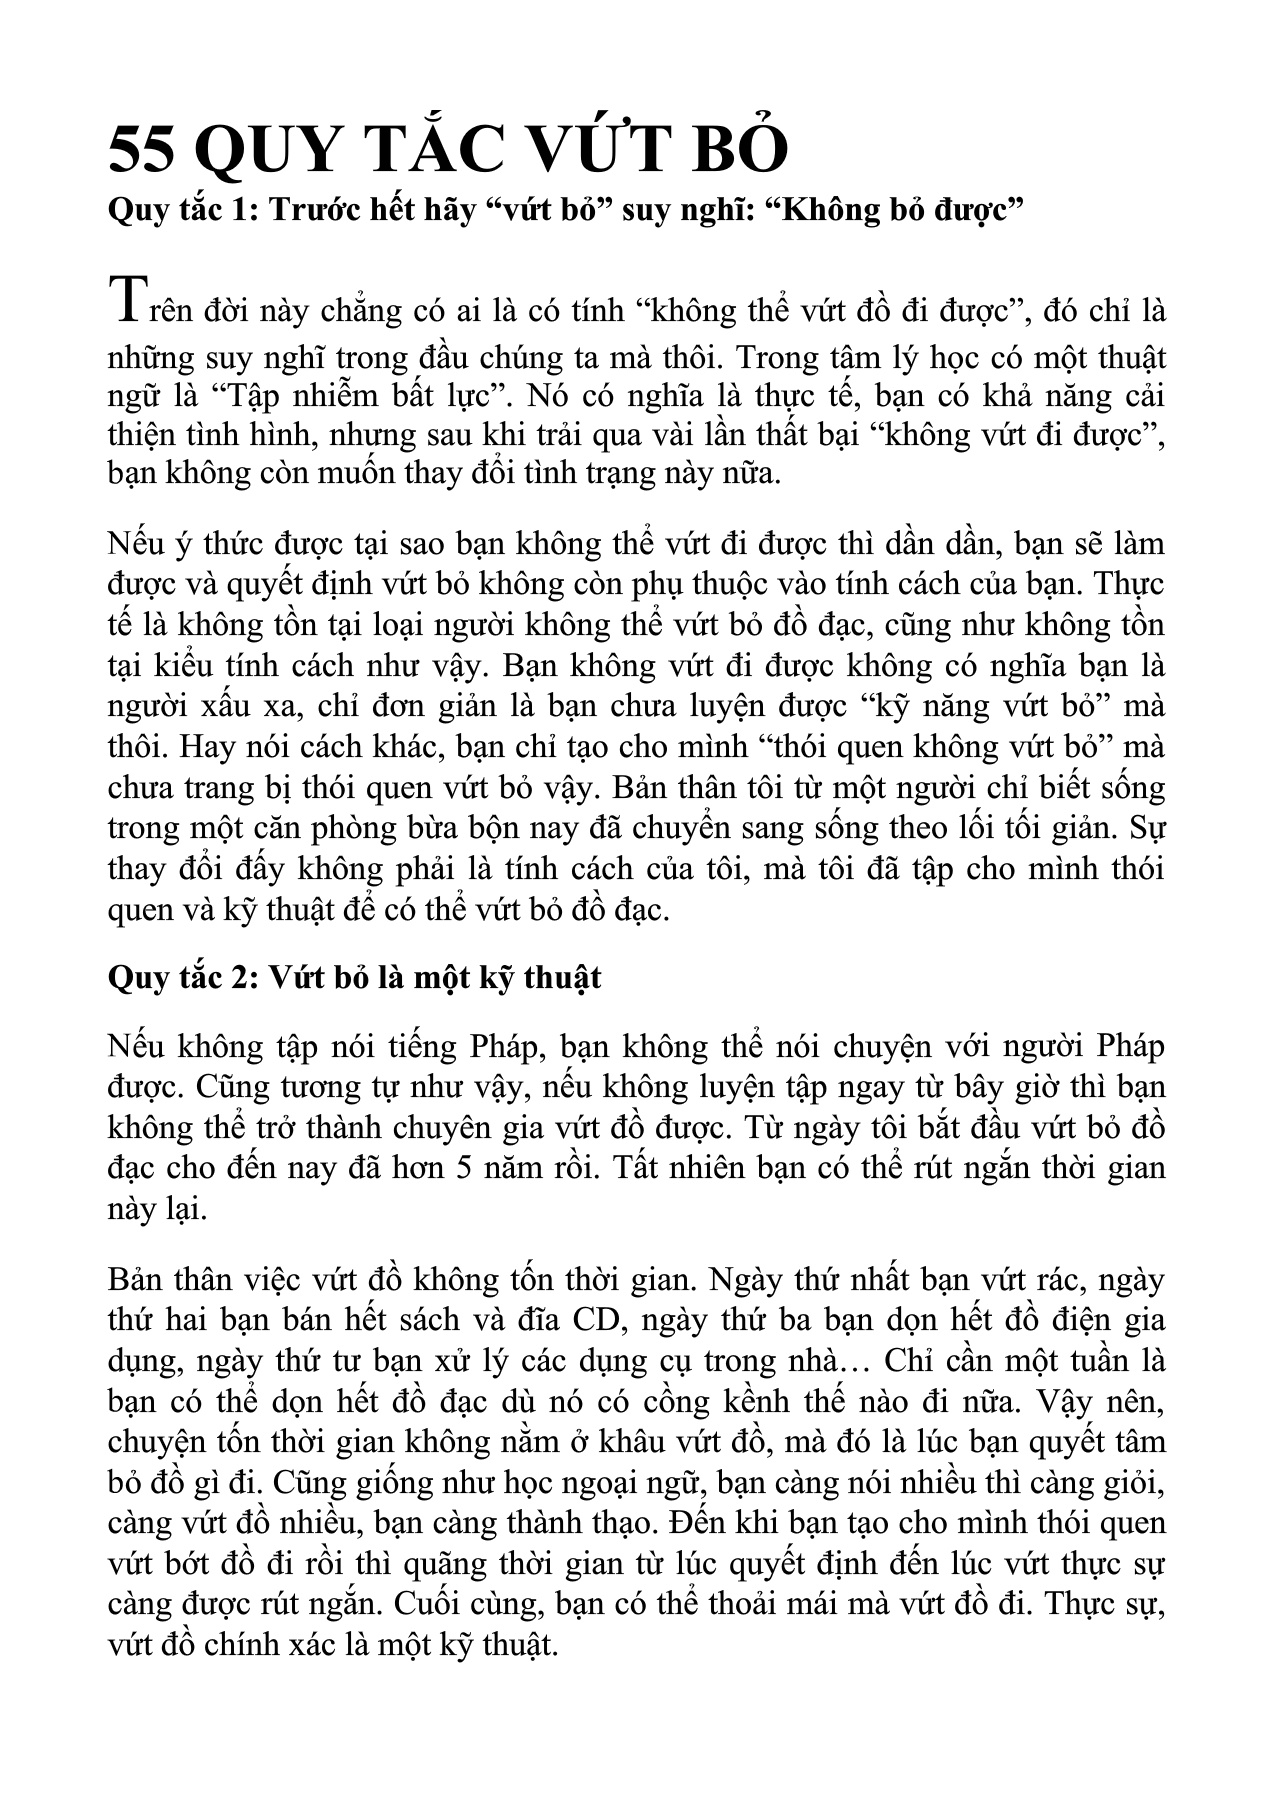 55 QUY TẮC VỨT BỎ
Quy tắc 1: Trước hết hãy “vứt bỏ” suy nghĩ: “Không bỏ được”
Trên đời này chẳng có ai là có tính “không thể vứt đồ đi được”, đó chỉ là
những suy nghĩ trong đầu chúng ta mà thôi. Trong tâm lý học có một thuật
ngữ là “Tập nhiễm bất lực”. Nó có nghĩa là thực tế, bạn có khả năng cải
thiện tình hình, nhưng sau khi trải qua vài lần thất bại “không vứt đi được”,
bạn không còn muốn thay đổi tình trạng này nữa.
Nếu ý thức được tại sao bạn không thể vứt đi được thì dần dần, bạn sẽ làm
được và quyết định vứt bỏ không còn phụ thuộc vào tính cách của bạn. Thực
tế là không tồn tại loại người không thể vứt bỏ đồ đạc, cũng như không tồn
tại kiểu tính cách như vậy. Bạn không vứt đi được không có nghĩa bạn là
người xấu xa, chỉ đơn giản là bạn chưa luyện được “kỹ năng vứt bỏ” mà
thôi. Hay nói cách khác, bạn chỉ tạo cho mình “thói quen không vứt bỏ” mà
chưa trang bị thói quen vứt bỏ vậy. Bản thân tôi từ một người chỉ biết sống
trong một căn phòng bừa bộn nay đã chuyển sang sống theo lối tối giản. Sự
thay đổi đấy không phải là tính cách của tôi, mà tôi đã tập cho mình thói
quen và kỹ thuật để có thể vứt bỏ đồ đạc.
Quy tắc 2: Vứt bỏ là một kỹ thuật
Nếu không tập nói tiếng Pháp, bạn không thể nói chuyện với người Pháp
được. Cũng tương tự như vậy, nếu không luyện tập ngay từ bây giờ thì bạn
không thể trở thành chuyên gia vứt đồ được. Từ ngày tôi bắt đầu vứt bỏ đồ
đạc cho đến nay đã hơn 5 năm rồi. Tất nhiên bạn có thể rút ngắn thời gian
này lại.
Bản thân việc vứt đồ không tốn thời gian. Ngày thứ nhất bạn vứt rác, ngày
thứ hai bạn bán hết sách và đĩa CD, ngày thứ ba bạn dọn hết đồ điện gia
dụng, ngày thứ tư bạn xử lý các dụng cụ trong nhà… Chỉ cần một tuần là
bạn có thể dọn hết đồ đạc dù nó có cồng kềnh thế nào đi nữa. Vậy nên,
chuyện tốn thời gian không nằm ở khâu vứt đồ, mà đó là lúc bạn quyết tâm
bỏ đồ gì đi. Cũng giống như học ngoại ngữ, bạn càng nói nhiều thì càng giỏi,
càng vứt đồ nhiều, bạn càng thành thạo. Đến khi bạn tạo cho mình thói quen
vứt bớt đồ đi rồi thì quãng thời gian từ lúc quyết định đến lúc vứt thực sự
càng được rút ngắn. Cuối cùng, bạn có thể thoải mái mà vứt đồ đi. Thực sự,
vứt đồ chính xác là một kỹ thuật.